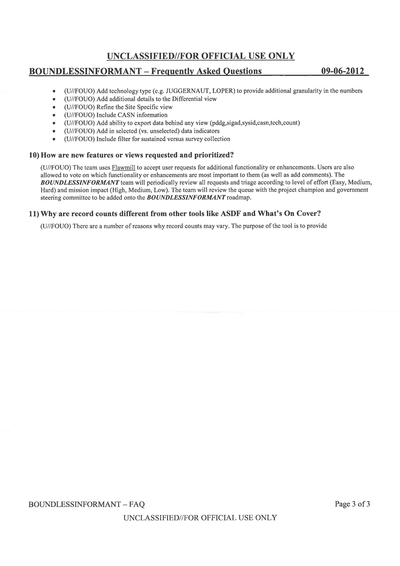 UNCLASSIFIED//FOR OFFICIAL USE ONLY
BOUNDLESSINFORMANT – Frequently Asked Questions 09-06-2012
• (U//FOUO) Add technology type (e.g. JUGGERNAUT, LOPER) to provide additional granularity in the numbers
• (U//FOUO) Add additional details to the Differential view
• (U//FOUO) Refine the Site Specific view
• (U//FOUO) Include CASN information
• (U//FOUO) Add ability to export data behind any view (pddg,sigad,sysid,casn,tech,count)
• (U//FOUO) Add in selected (vs. unselected) data indicators
• (U//FOUO) Include filter for sustained versus survey collection
10) How are new features or views requested and prioritized?
(U//FOUO) The team uses Flawmill to accept user requests for additional functionality or enhancements. Users are also
allowed to vote on which functionality or enhancements are most important to them (as well as add comments). The
BOUNDLESSINFORMANT team will periodically review all requests and triage according to level of effort (Easy, Medium,
Hard) and mission impact (High, Medium, Low). The team will review the queue with the project champion and government
steering committee to be added onto the BOUNDLESSINFORMANT roadmap.
11) Why are record counts different from other tools like ASDF and What's On Cover?
(U//FOUO) There are a number of reasons why record counts may vary. The purpose of the tool is to provide
BOUNDLESSINFORMANT – FAQ Page 3 of 3
UNCLASSIFIED//FOR OFFICIAL USE ONLY